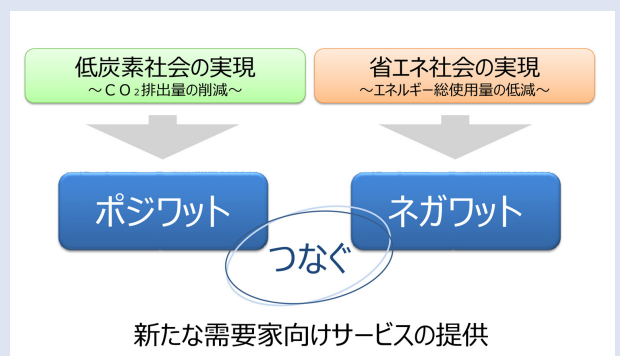 低炭素社会の実現
～ＣＯ₂排出量の削減～
省エネ社会の実現
～エネルギー総使用量の低減～
ポジワット
ネガワット
つなぐ
新たな需要家向けサービスの提供